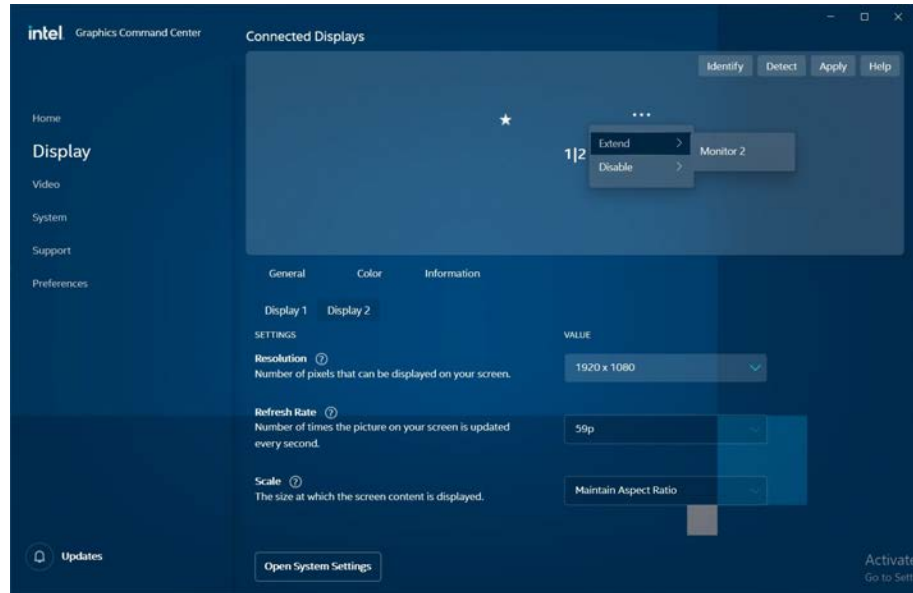 intel Graphics Command Center
Connected Displays
Identify Detect Apply Help
Home
Display
Video
System
Support
Preferences
1|2
Extend
Disable
Monitor 2
General Color Information
Display 1 Display 2
SETTINGS VALUE
Resolution ?
Number of pixels that can be displayed on your screen.
1920 x 1080
Refresh Rate ?
Number of times the picture on your screen is updated
every second.
59p
Scale ?
The size at which the screen content is displayed.
Maintain Aspect Ratio
Updates
Open System Settings
Activate
Go to Sett